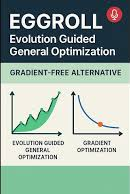 EGGROLL
Evolution Guided
General Optimization
GRADIENT-FREE ALTERNATIVE
EVOLUTION GUIDED
GENERAL
OPTIMIZATION
GRADIENT
OPTIMIZATION